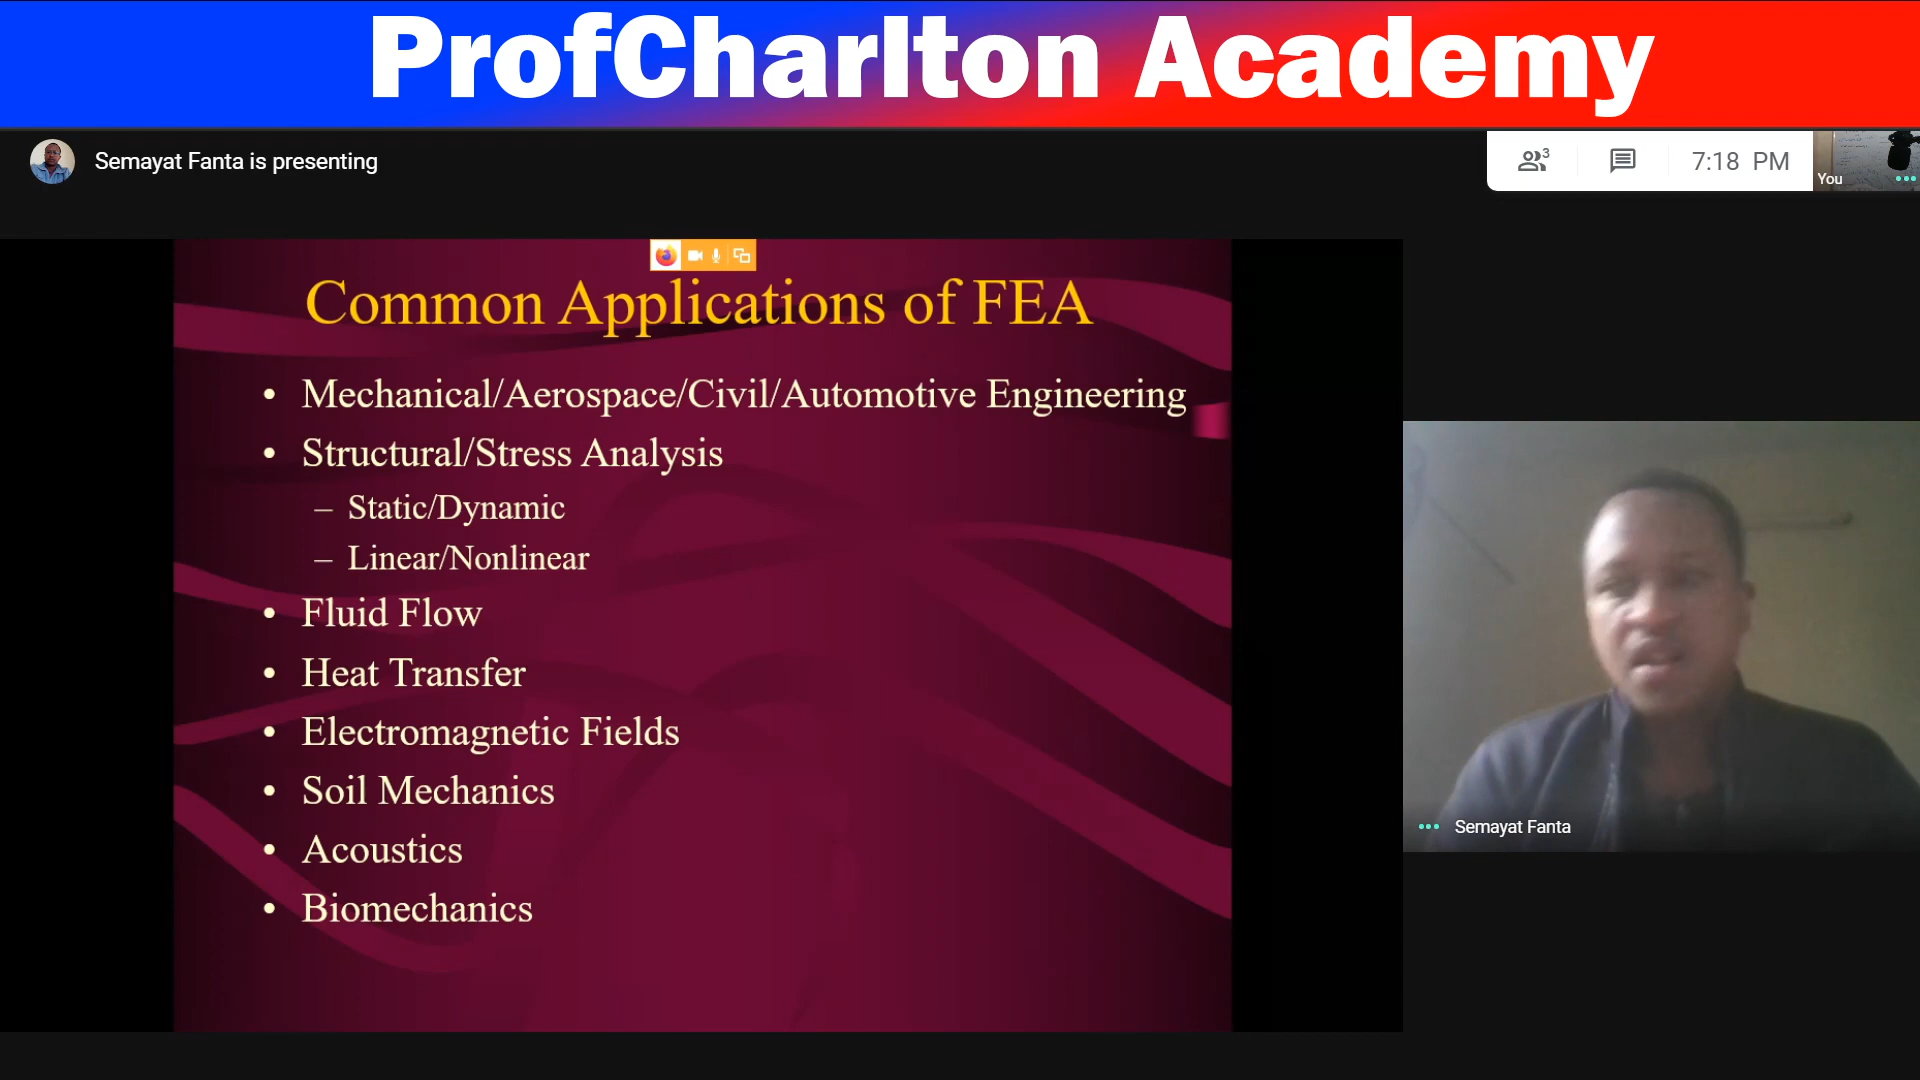 ProfCharlton Academy
Semayat Fanta is presenting
3
7:18 PM
You
Common Applications of FEA
• Mechanical/Aerospace/Civil/Automotive Engineering
• Structural/Stress Analysis
– Static/Dynamic
– Linear/Nonlinear
• Fluid Flow
• Heat Transfer
• Electromagnetic Fields
• Soil Mechanics
• Acoustics
• Biomechanics
Semayat Fanta